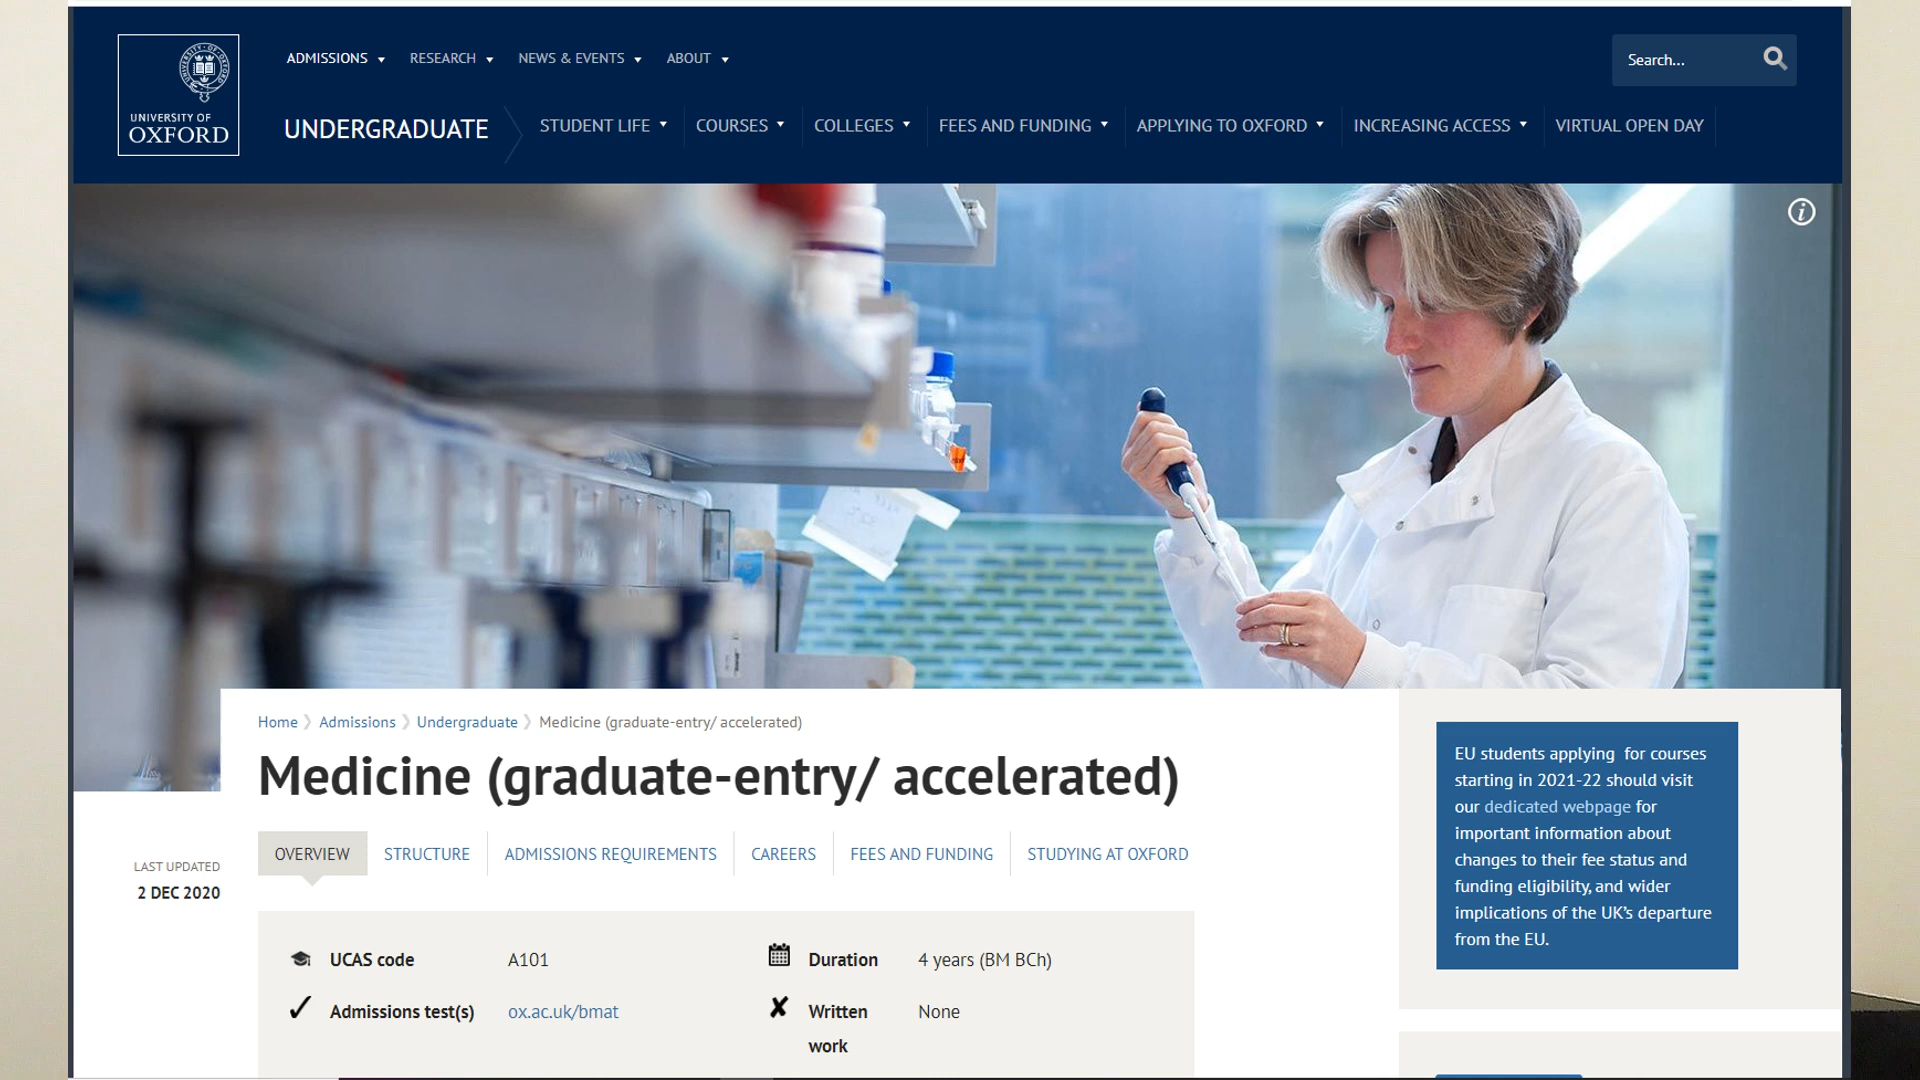 UNIVERSITY OF
OXFORD
ADMISSIONS
RESEARCH
NEWS & EVENTS
ABOUT
Search...
UNDERGRADUATE
STUDENT LIFE
COURSES
COLLEGES
FEES AND FUNDING
APPLYING TO OXFORD
INCREASING ACCESS
VIRTUAL OPEN DAY
Home
Admissions
Undergraduate
Medicine (graduate-entry/ accelerated)
Medicine (graduate-entry/ accelerated)
LAST UPDATED
2 DEC 2020
OVERVIEW
STRUCTURE
ADMISSIONS REQUIREMENTS
CAREERS
FEES AND FUNDING
STUDYING AT OXFORD
UCAS code
A101
Duration
4 years (BM BCh)
Admissions test(s)
ox.ac.uk/bmat
Written
work
None
EU students applying for courses
starting in 2021-22 should visit
our dedicated webpage for
important information about
changes to their fee status and
funding eligibility, and wider
implications of the UK's departure
from the EU.